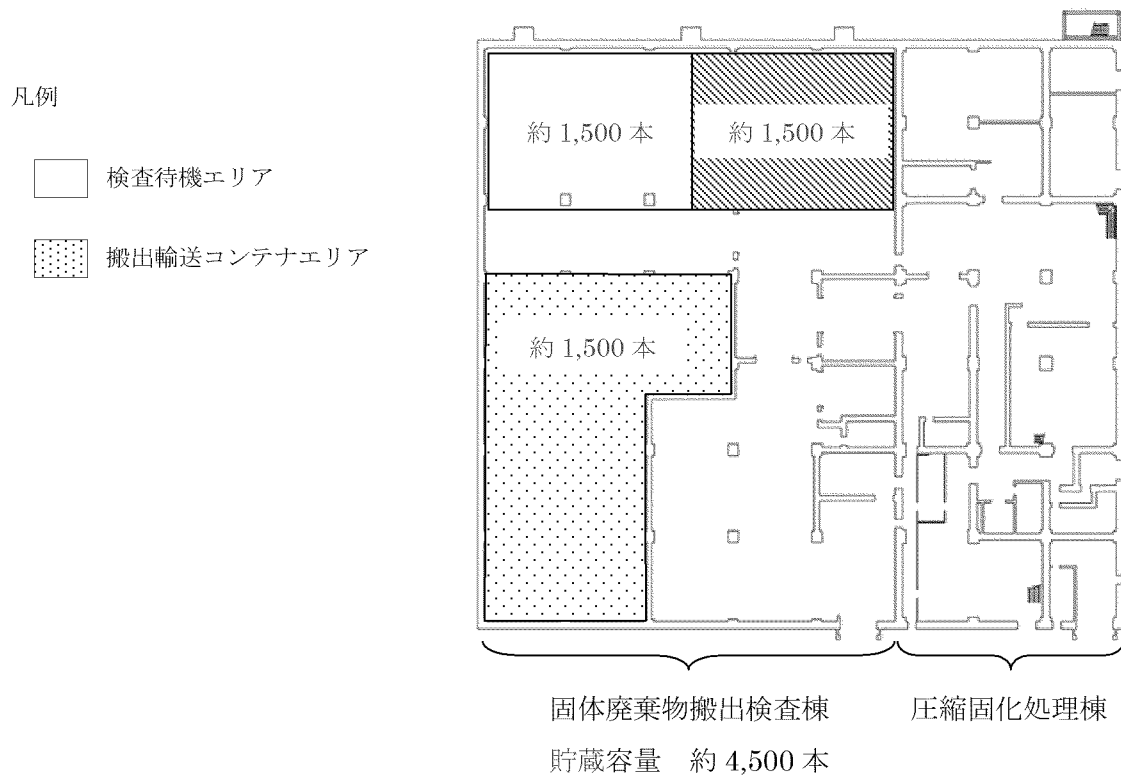 凡例
検査待機エリア
搬出輸送コンテナエリア
約 1,500 本
約 1,500 本
約 1,500 本
固体廃棄物搬出検査棟
圧縮固化処理棟
貯蔵容量 約 4,500 本